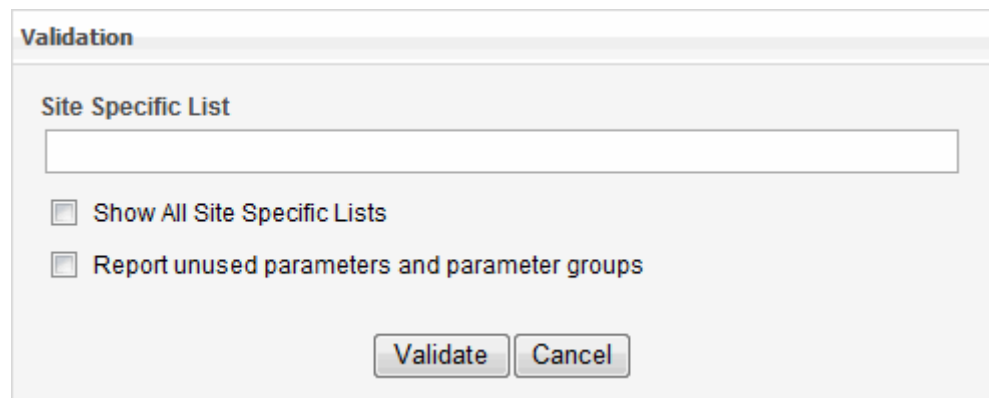 Validation
Site Specific List
Show All Site Specific Lists
Report unused parameters and parameter groups
Validate Cancel